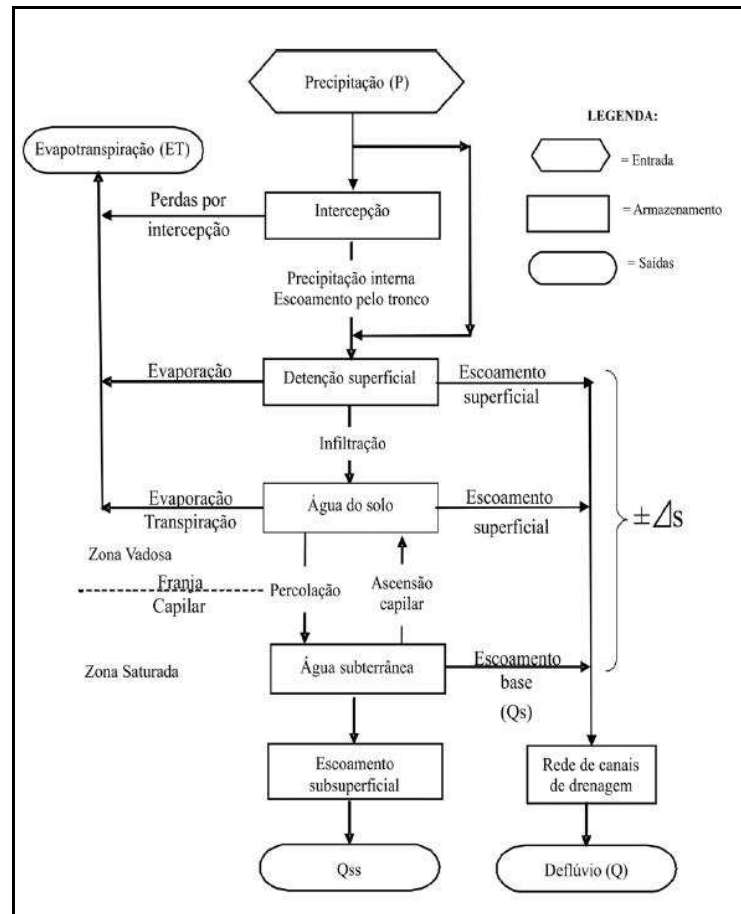 Precipitação (P)
LEGENDA:
= Entrada
Evapotranspiração (ET)
Perdas por
intercepção
Intercepção
= Armazenamento
= Saídas
Precipitação interna
Escoamento pelo tronco
Evaporação
Detenção superficial
Escoamento
superficial
Infiltração
Evaporação
Transpiração
Água do solo
Escoamento
superficial
±⊿s
Zona Vadosa
Franja
Capilar
Percolação
Ascensão
capilar
Zona Saturada
Água subterrânea
Escoamento
base
(Qs)
Escoamento
subsuperficial
Rede de canais
de drenagem
Qss
Deflúvio (Q)